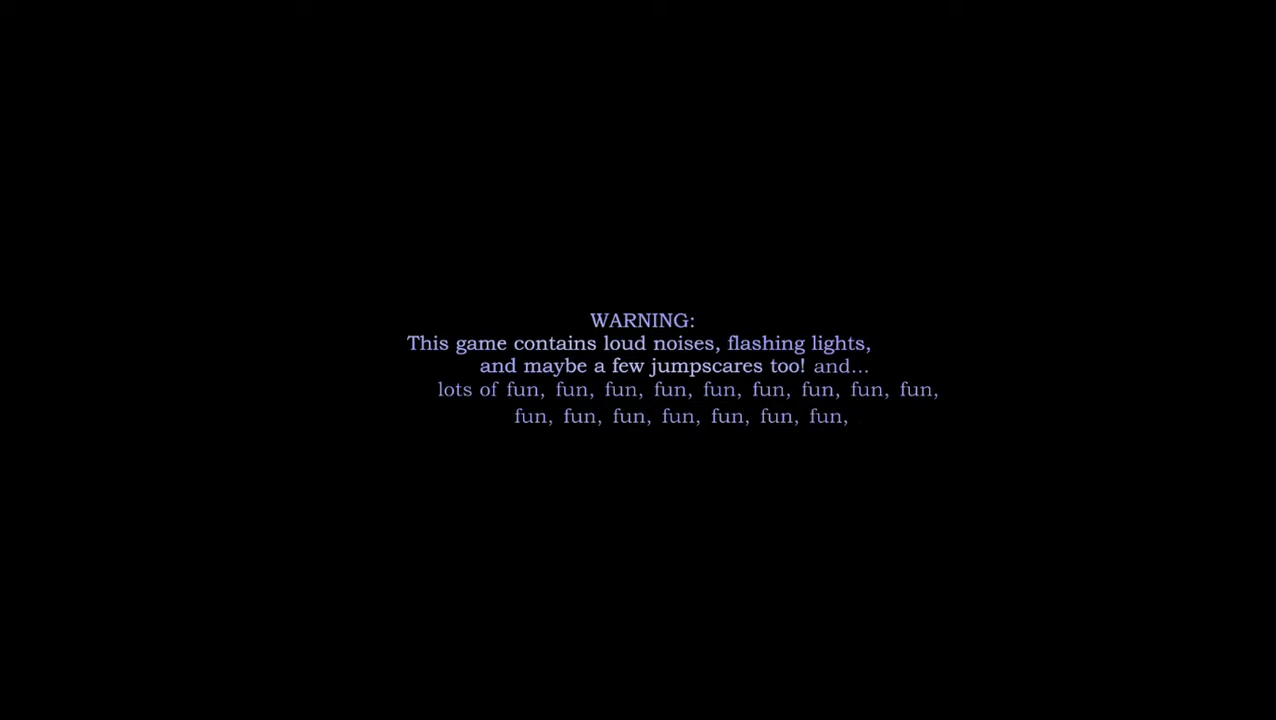 WARNING:
This game contains loud noises, flashing lights,
and maybe a few jumpscares too! and...
lots of fun, fun, fun, fun, fun, fun, fun, fun, fun,
fun, fun, fun, fun, fun, fun, fun,